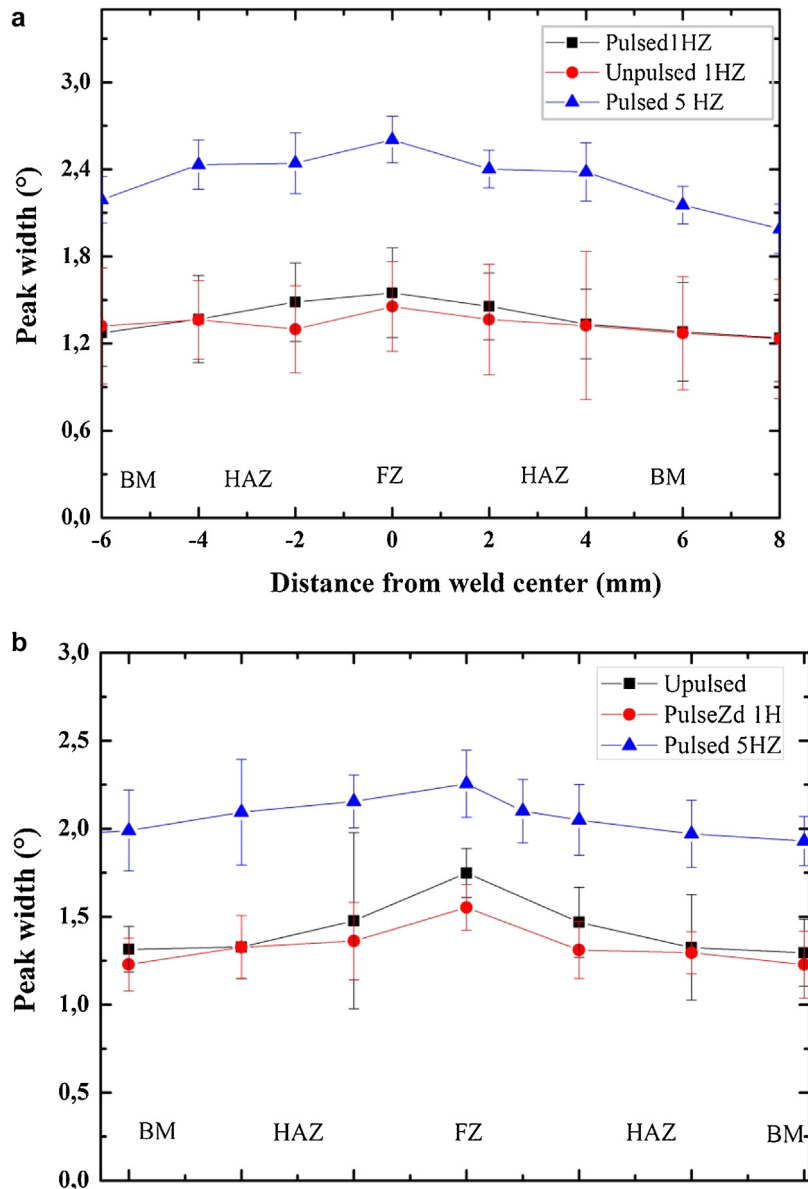 a
Pulsed1HZ
Unpulsed 1HZ
Pulsed 5 HZ
3,0
2,4
1,8
1,2
0,6
0,0
Peak width (°)
BM HAZ FZ HAZ BM
-6 -4 -2 0 2 4 6 8
Distance from weld center (mm)
b
Upulsed
PulseZd 1H
Pulsed 5HZ
3,0
2,5
2,0
1,5
1,0
0,5
0,0
Peak width (°)
BM HAZ FZ HAZ BM